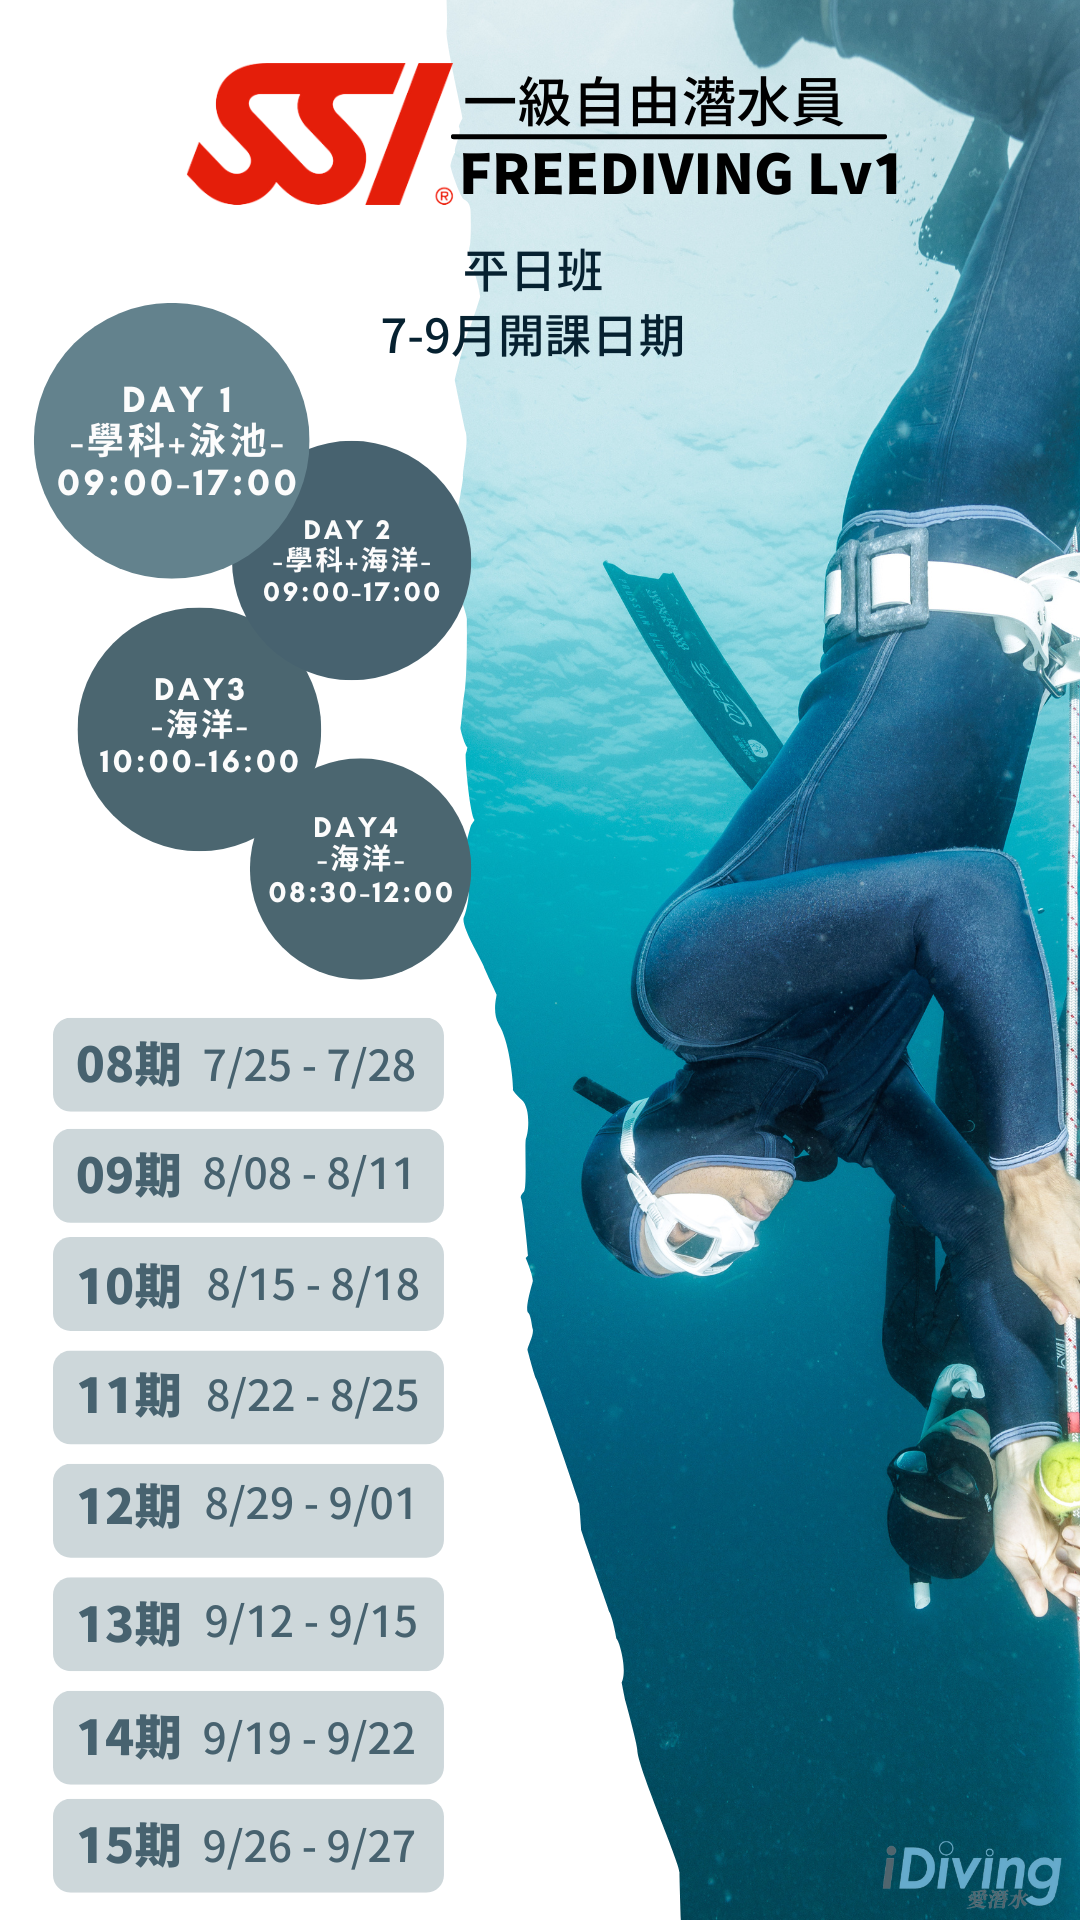 SSI®
一級自由潛水員
FREEDIVING Lv1
平日班
7-9月開課日期
DAY 1
-學科+泳池-
09:00-17:00
DAY 2
-學科+海洋-
09:00-17:00
DAY3
-海洋-
10:00-16:00
DAY4
-海洋-
08:30-12:00
08期 7/25 - 7/28
09期 8/08 - 8/11
10期 8/15 - 8/18
11期 8/22 - 8/25
12期 8/29 - 9/01
13期 9/12 - 9/15
14期 9/19 - 9/22
15期 9/26 - 9/27
iDiving
愛潛水